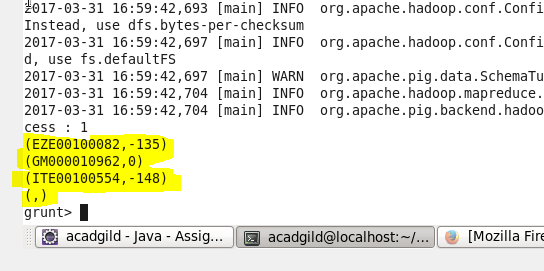 2017-03-31 16:59:42,693 [main] INFO  org.apache.hadoop.conf.Confi
Instead, use dfs.bytes-per-checksum
2017-03-31 16:59:42,697 [main] INFO  org.apache.hadoop.conf.Confi
d, use fs.defaultFS
2017-03-31 16:59:42,697 [main] WARN  org.apache.pig.data.SchemaTu
2017-03-31 16:59:42,704 [main] INFO  org.apache.hadoop.mapreduce.
2017-03-31 16:59:42,704 [main] INFO  org.apache.pig.backend.hadoo
cess : 1
(EZE00100082,-135)
(GM000010962,0)
(ITE00100554,-148)
(,)
grunt>
acadgild - Java - Assig... acadgild@localhost:~/... [Mozilla Fire